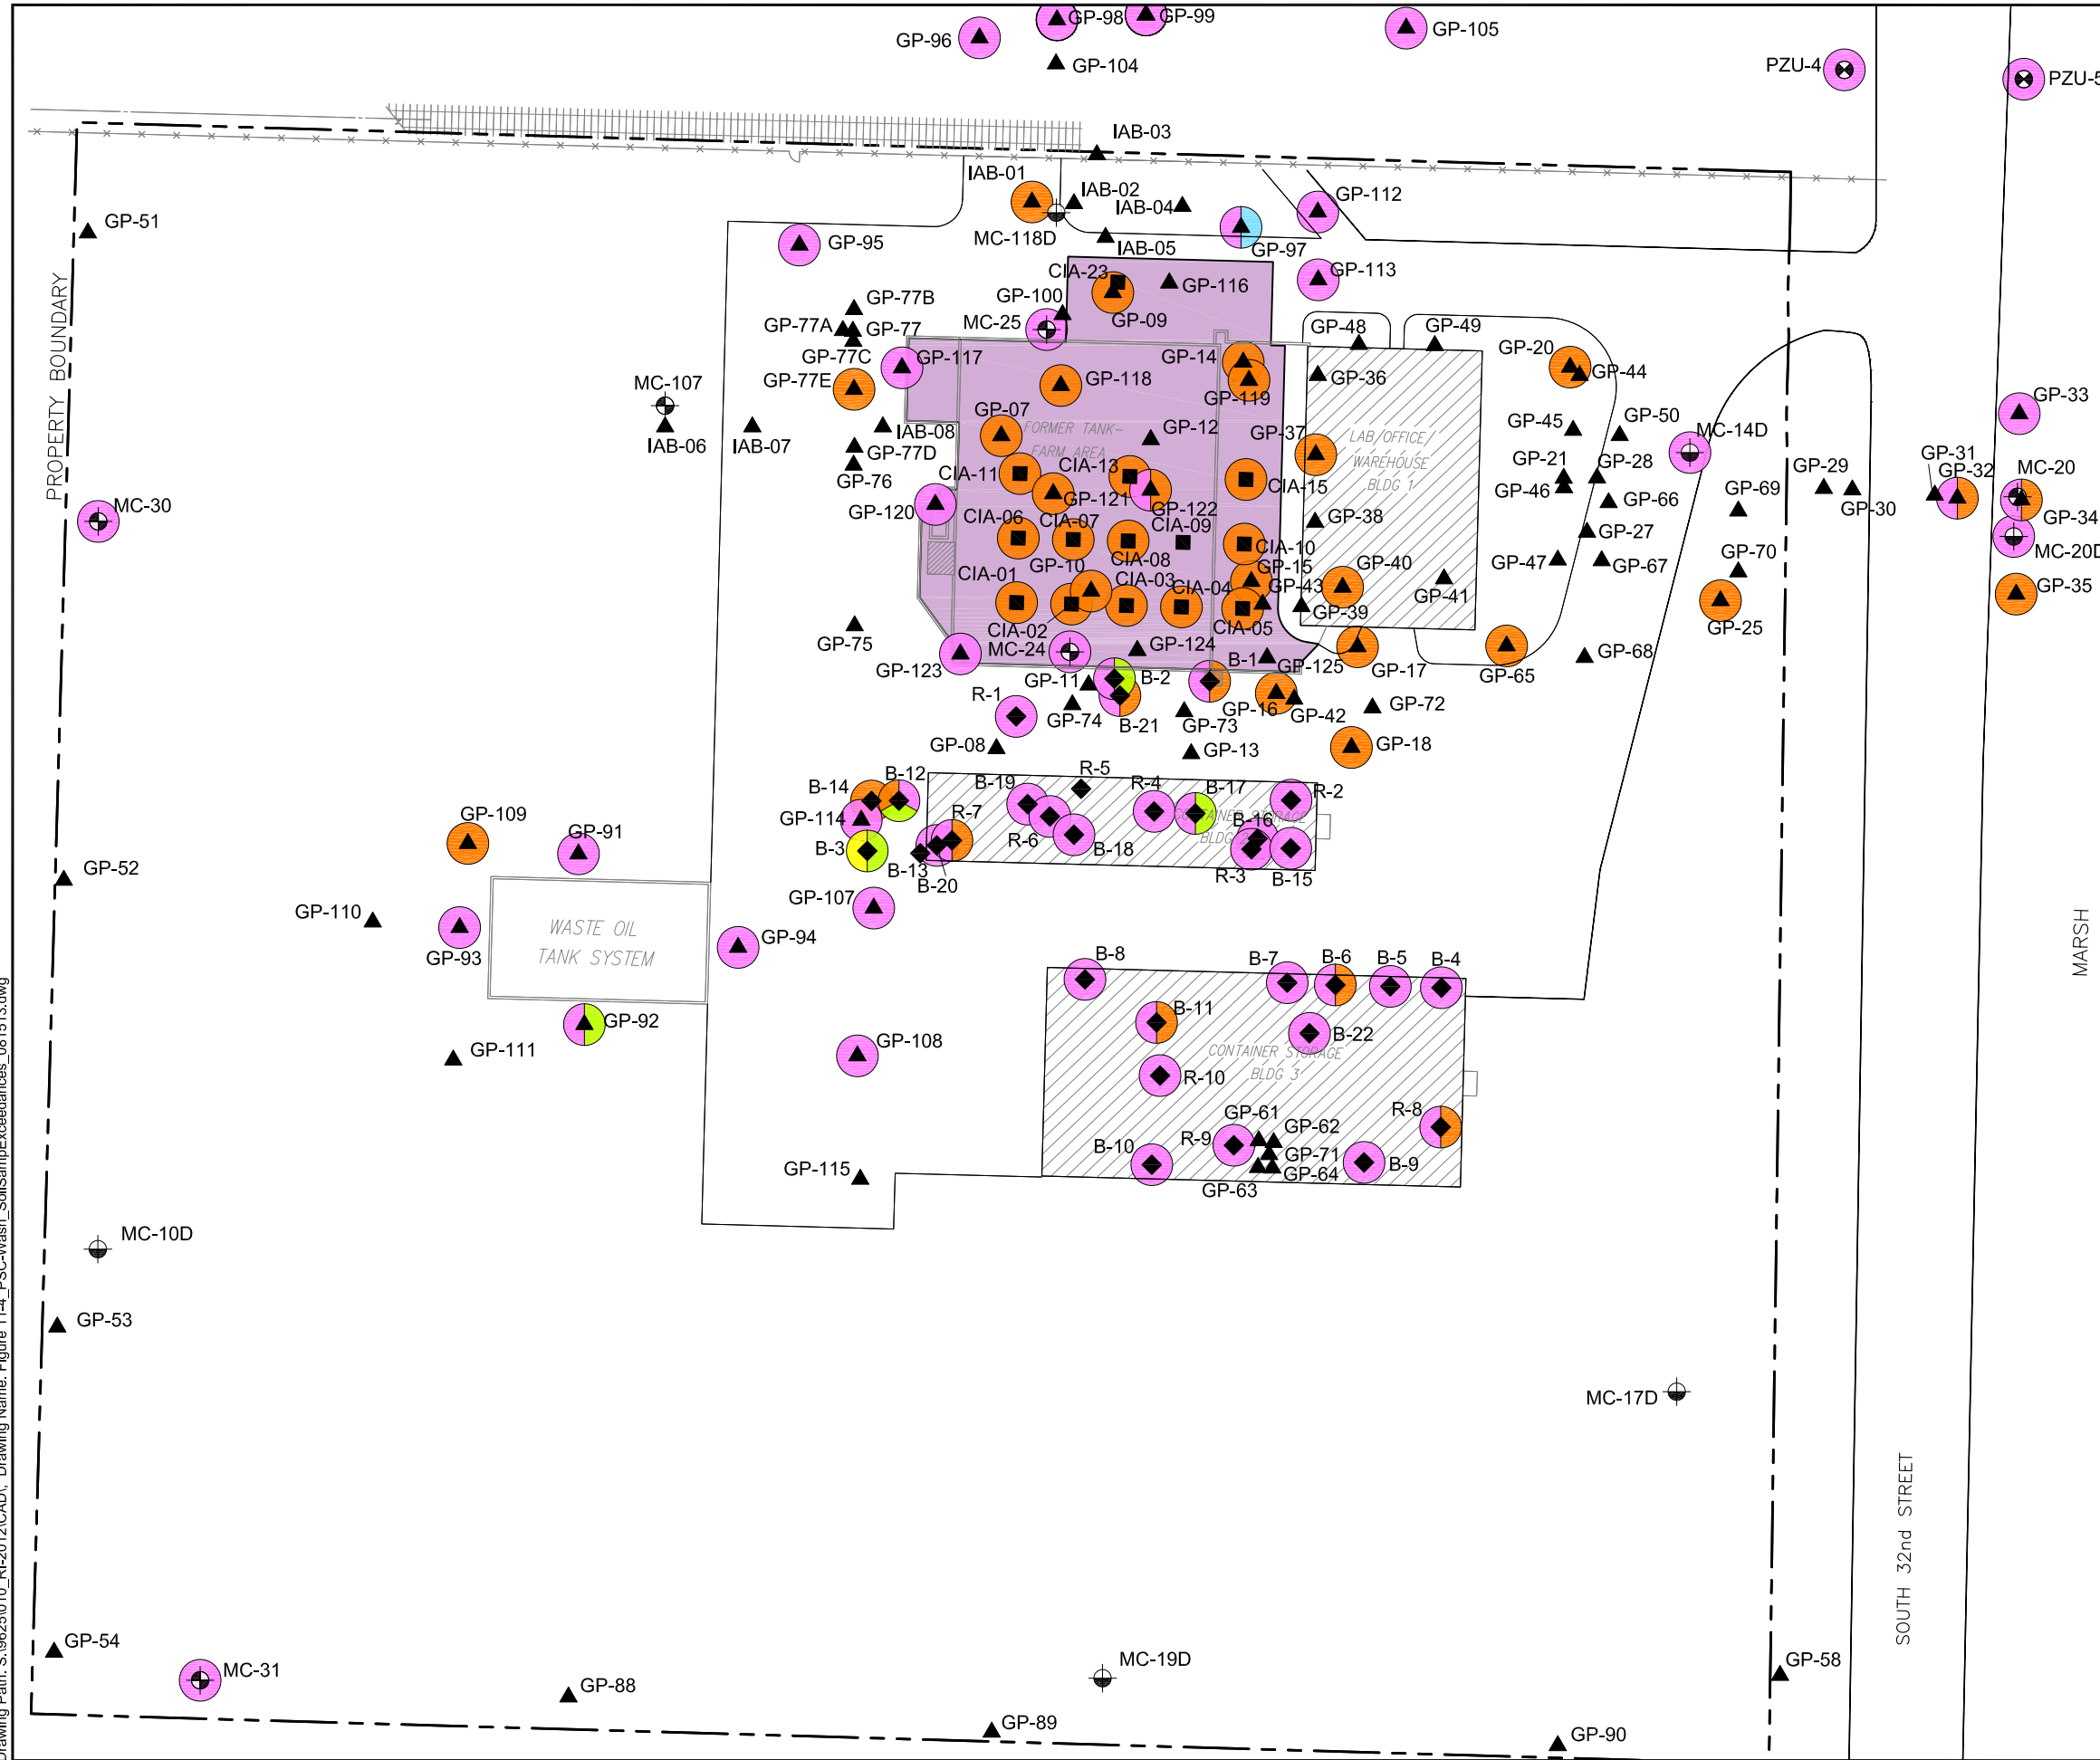 GP-98
GP-99
GP-96
GP-105
GP-104
PZU-4
PZU-5
IAB-03
IAB-01
IAB-02
IAB-04
GP-112
GP-51
MC-118D
GP-95
IAB-05
GP-97
CIA-23
GP-116
GP-113
GP-77B
GP-100
GP-77A
GP-77
MC-25
GP-09
GP-48
GP-49
PROPERTY BOUNDARY
GP-77C
GP-117
GP-14
GP-20
GP-77E
GP-118
GP-36
GP-44
MC-107
GP-119
GP-33
GP-07
FORMER TANK-
FARM AREA
GP-12
GP-37
LAB/OFFICE/
WAREHOUSE
BLDG 1
GP-45
GP-50
MC-14D
IAB-06
IAB-07
IAB-08
GP-77D
GP-76
CIA-11
CIA-13
CIA-15
GP-21
GP-28
GP-46
GP-29
GP-31
GP-32
MC-20
GP-121
GP-122
GP-66
GP-69
GP-30
GP-34
MC-30
GP-120
CIA-06
CIA-07
CIA-09
GP-38
GP-27
MC-20D
CIA-08
CIA-10
GP-10
GP-15
GP-40
GP-47
GP-67
GP-70
CIA-01
CIA-03
CIA-04
GP-43
GP-41
GP-35
GP-39
GP-25
GP-75
CIA-02
CIA-05
MC-24
GP-124
B-1
GP-125
GP-17
GP-65
GP-68
GP-123
GP-11
B-2
R-1
GP-74
B-21
GP-73
GP-16
GP-42
GP-72
GP-08
GP-13
GP-18
B-14
B-12
B-19
R-5
R-4
B-17
R-2
GP-114
R-7
CONTAINER STORAGE
B-16
GP-109
GP-91
B-3
R-6
B-18
BLDG 2
R-3
B-15
B-13
B-20
GP-52
GP-107
GP-110
WASTE OIL
TANK SYSTEM
GP-94
GP-93
MARSH
B-8
B-7
B-6
B-5
B-4
B-11
GP-92
B-22
GP-111
GP-108
CONTAINER STORAGE
BLDG 3
R-10
GP-61
GP-62
R-8
R-9
B-10
GP-71
B-9
GP-64
GP-115
GP-63
MC-10D
GP-53
MC-17D
SOUTH 32nd STREET
GP-54
MC-31
GP-88
MC-19D
GP-58
GP-89
GP-90